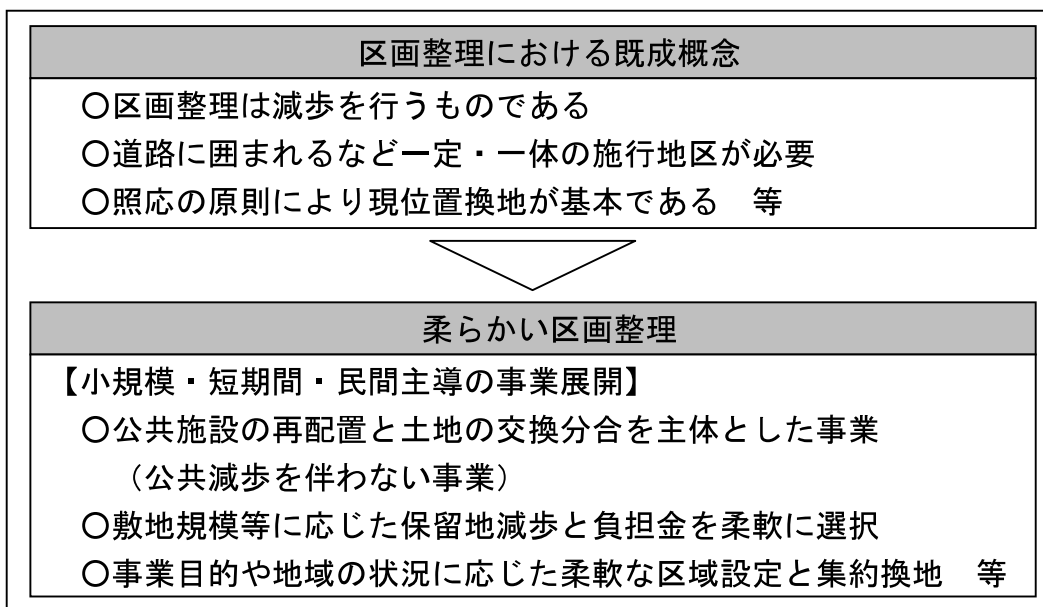 区画整理における既成概念
〇区画整理は減歩を行うものである
〇道路に囲まれるなど一定・一体の施行地区が必要
〇照応の原則により現位置換地が基本である　等
柔らかい区画整理
【小規模・短期間・民間主導の事業展開】
〇公共施設の再配置と土地の交換分合を主体とした事業
（公共減歩を伴わない事業）
〇敷地規模等に応じた保留地減歩と負担金を柔軟に選択
〇事業目的や地域の状況に応じた柔軟な区域設定と集約換地　等